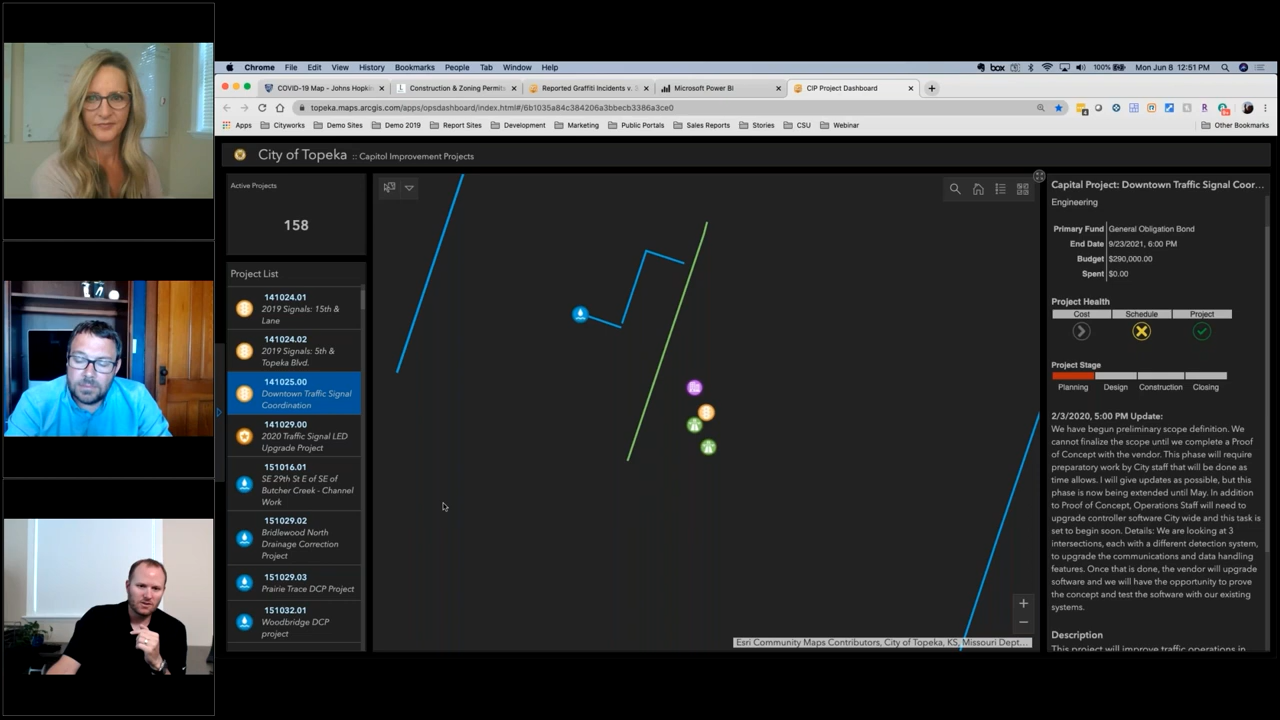 Chrome File Edit View History Bookmarks People Tab Window Help
box 100% Mon Jun 8 12:51 PM
COVID-19 Map - Johns Hopkin
Construction & Zoning Permits
Reported Graffiti Incidents v. S
Microsoft Power BI
CIP Project Dashboard
topeka.maps.arcgis.com/apps/opsdashboard/index.html#/6b1035a84c384206a3bbecb3386a3ce0
Apps Cityworks Demo Sites Demo 2019 Report Sites Development Marketing Public Portals Sales Reports Stories CSU Webinar Other Bookmarks
City of Topeka :: Capitol Improvement Projects
Active Projects
158
Project List
141024.01
2019 Signals: 15th &
Lane
141024.02
2019 Signals: 5th &
Topeka Blvd.
141025.00
Downtown Traffic Signal
Coordination
141029.00
2020 Traffic Signal LED
Upgrade Project
151016.01
SE 29th St E of SE of
Butcher Creek - Channel
Work
151029.02
Bridlewood North
Drainage Correction
Project
151029.03
Prairie Trace DCP Project
151032.01
Woodbridge DCP
project
Esri Community Maps Contributors, City of Topeka, KS, Missouri Dept...
Capital Project: Downtown Traffic Signal Coor...
Engineering
Primary Fund General Obligation Bond
End Date 9/23/2021, 6:00 PM
Budget $290,000.00
Spent $0.00
Project Health
Cost Schedule Project
Project Stage
Planning Design Construction Closing
2/3/2020, 5:00 PM Update:
We have begun preliminary scope definition. We
cannot finalize the scope until we complete a Proof
of Concept with the vendor. This phase will require
preparatory work by City staff that will be done as
time allows. I will give updates as possible, but this
phase is now being extended until May. In addition
to Proof of Concept, Operations Staff will need to
upgrade controller software City wide and this task is
set to begin soon. Details: We are looking at 3
intersections, each with a different detection system,
to upgrade the communications and data handling
features. Once that is done, the vendor will upgrade
software and we will have the opportunity to prove
the concept and test the software with our existing
systems.
Description
This project will improve traffic operations in